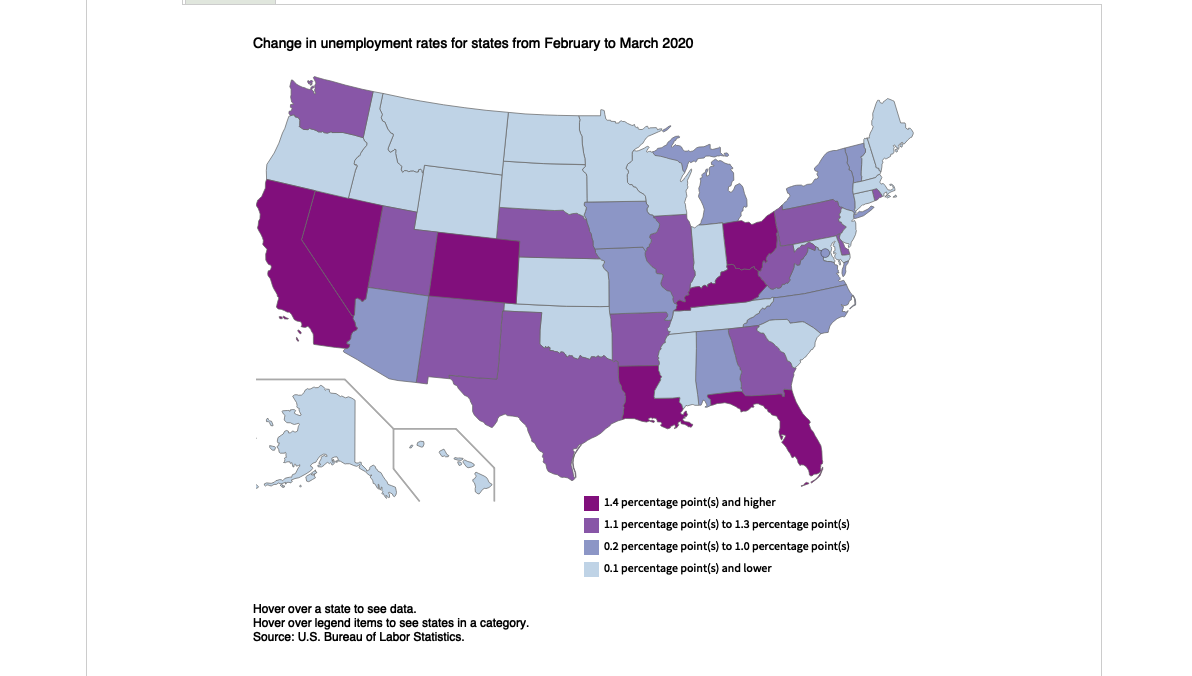 Change in unemployment rates for states from February to March 2020
1.4 percentage point(s) and higher
1.1 percentage point(s) to 1.3 percentage point(s)
0.2 percentage point(s) to 1.0 percentage point(s)
0.1 percentage point(s) and lower
Hover over a state to see data.
Hover over legend items to see states in a category.
Source: U.S. Bureau of Labor Statistics.